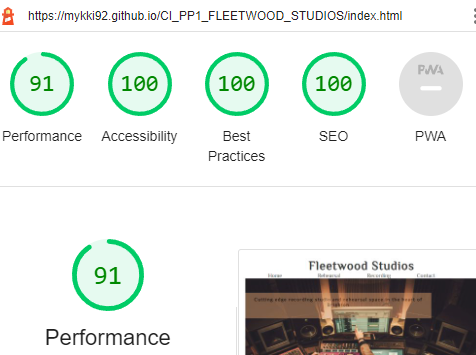 https://mykki92.github.io/CI_PP1_FLEETWOOD_STUDIOS/index.html
91 100 100 100 PWA
Performance Accessibility Best Practices SEO PWA
91
Performance
Fleetwood Studios
Home Rehearsal Recording Contact
Cutting edge recording studio and rehearsal space in the heart of